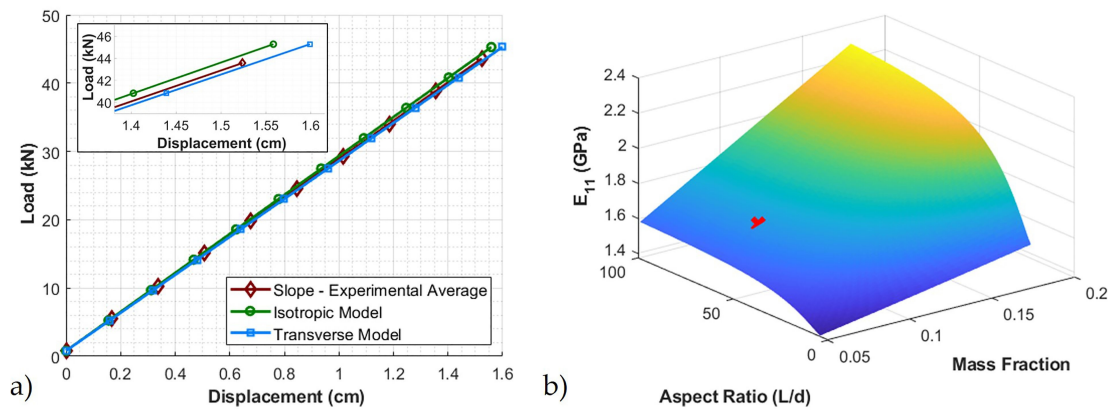 50
40
30
20
10
0
Load (kN)
0 0.2 0.4 0.6 0.8 1 1.2 1.4 1.6
Displacement (cm)
46
44
42
40
Load (kN)
1.4 1.45 1.5 1.55 1.6
Displacement (cm)
Slope - Experimental Average
Isotropic Model
Transverse Model
a)
2.4
2.2
2
1.8
1.6
1.4
E11 (GPa)
100
50
0
Aspect Ratio (L/d)
0.05
0.1
0.15
0.2
Mass Fraction
b)